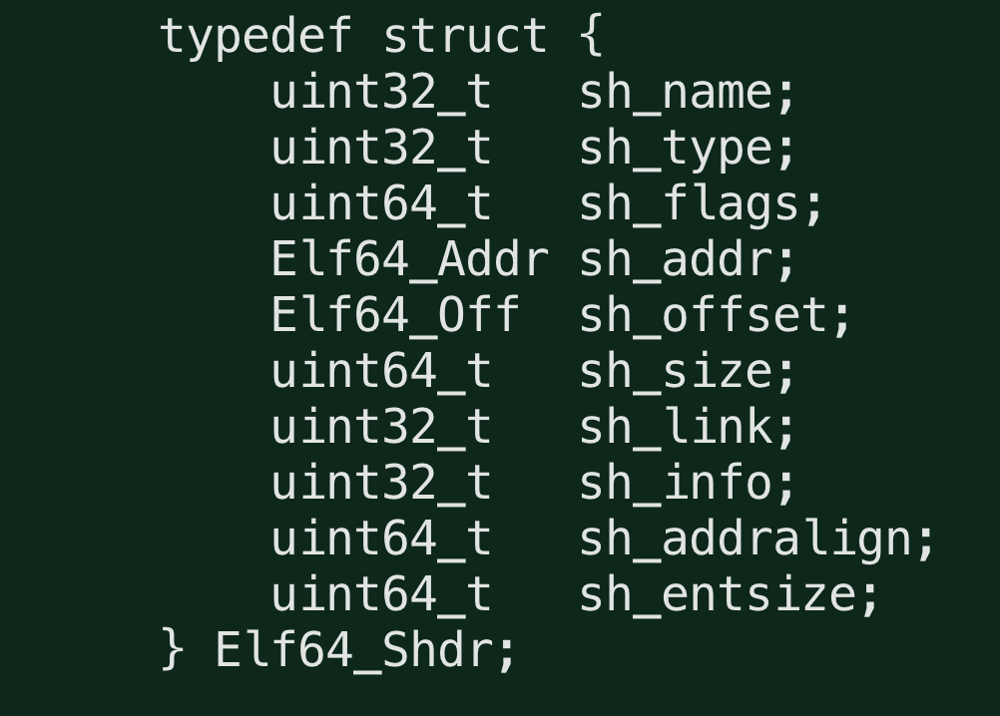 typedef struct {
    uint32_t   sh_name;
    uint32_t   sh_type;
    uint64_t   sh_flags;
    Elf64_Addr sh_addr;
    Elf64_Off  sh_offset;
    uint64_t   sh_size;
    uint32_t   sh_link;
    uint32_t   sh_info;
    uint64_t   sh_addralign;
    uint64_t   sh_entsize;
} Elf64_Shdr;